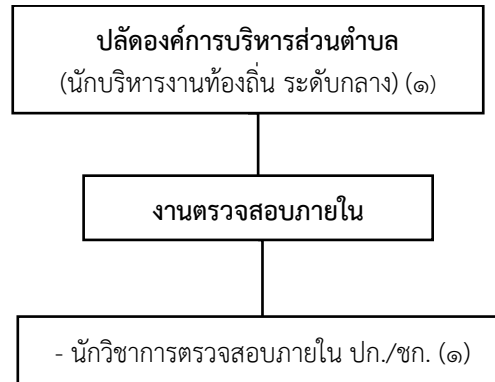 ปลัดองค์การบริหารส่วนตำบล
(นักบริหารงานท้องถิ่น ระดับกลาง) (๑)
งานตรวจสอบภายใน
- นักวิชาการตรวจสอบภายใน ปก./ชก. (๑)